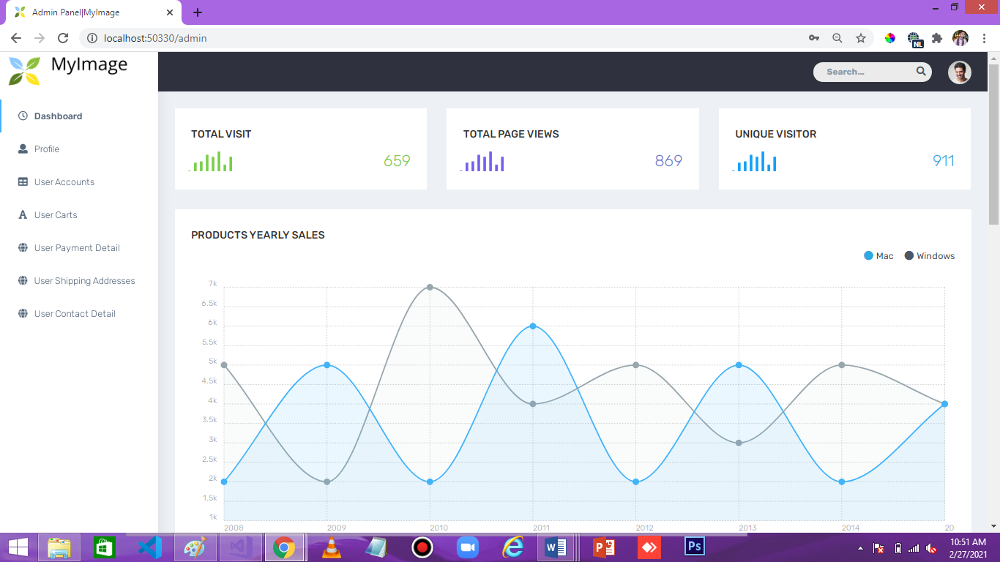 Admin Panel|MyImage
localhost:50330/admin
NL
MyImage
Search...
Dashboard
Profile
User Accounts
User Carts
User Payment Detail
User Shipping Addresses
User Contact Detail
TOTAL VISIT
659
TOTAL PAGE VIEWS
869
UNIQUE VISITOR
911
PRODUCTS YEARLY SALES
Mac Windows
7k
6.5k
6k
5.5k
5k
4.5k
4k
3.5k
3k
2.5k
2k
1.5k
1k
2008 2009 2010 2011 2012 2013 2014 20
W P Ps
10:51 AM
2/27/2021